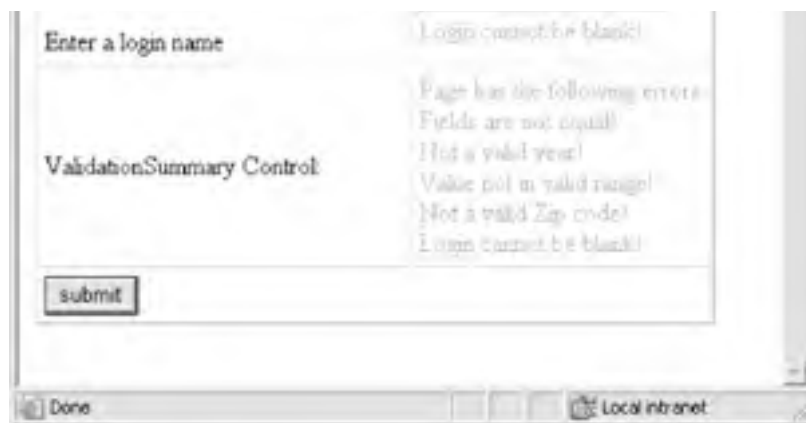 Enter a login name
Login cannot be blank!
Page has the following errors
Fields are not equal!
Not a valid year!
ValidationSummary Control:
Value not in valid range!
Not a valid Zip code!
Login cannot be blank!
submit
Done
Local intranet